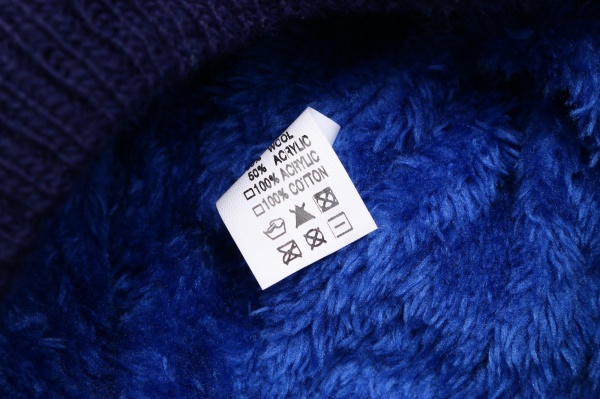 WOOL
50% ACRYLIC
☐100% ACRYLIC
☐100% COTTON